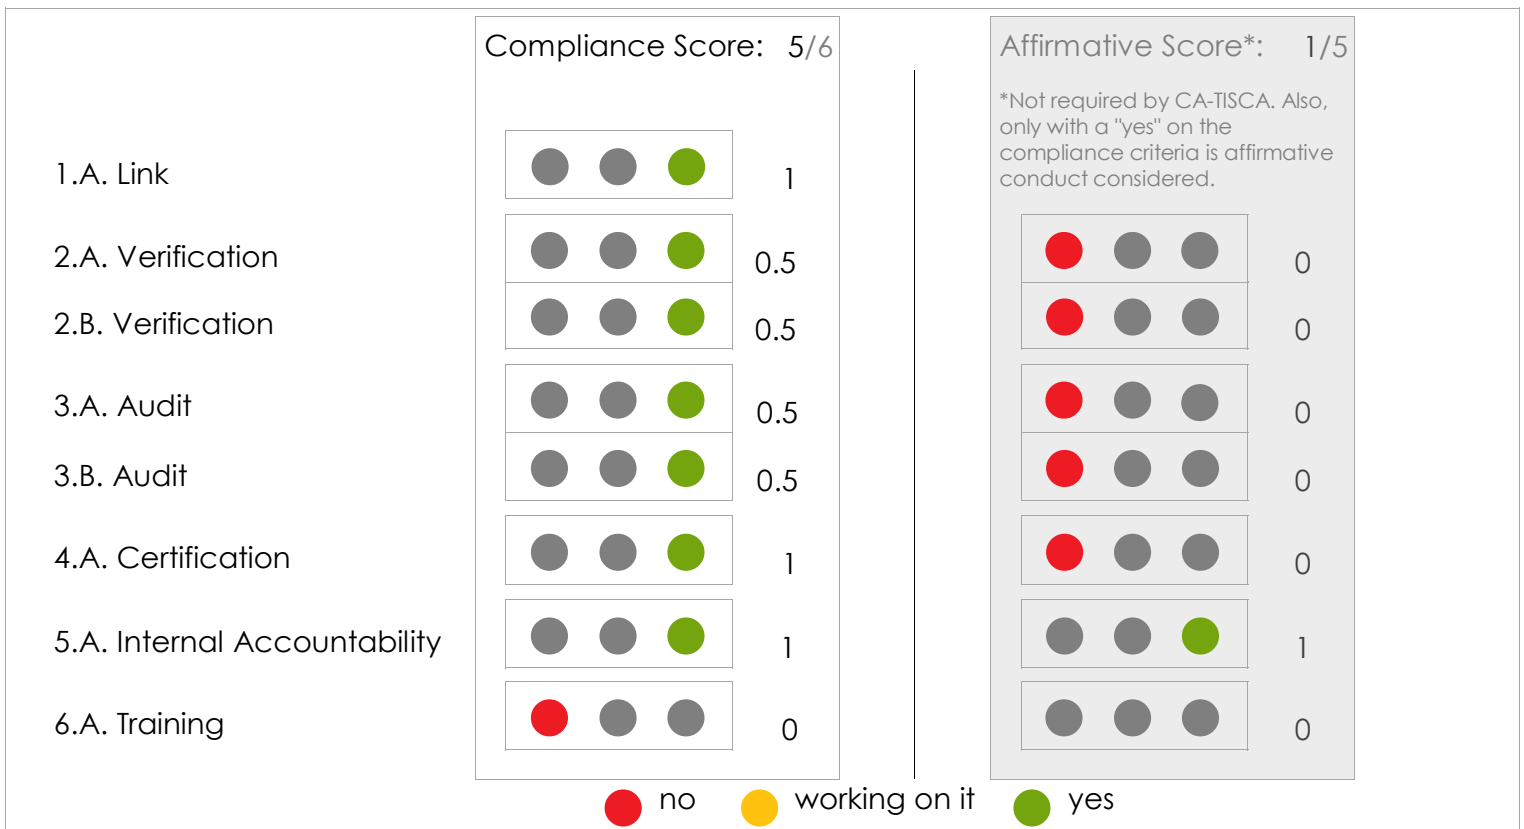 Compliance Score: 5/6
Affirmative Score*: 1/5
*Not required by CA-TISCA. Also,
only with a "yes" on the
compliance criteria is affirmative
conduct considered.
1.A. Link 1
2.A. Verification 0.5 0
2.B. Verification 0.5 0
3.A. Audit 0.5 0
3.B. Audit 0.5 0
4.A. Certification 1 0
5.A. Internal Accountability 1 1
6.A. Training 0 0
no working on it yes